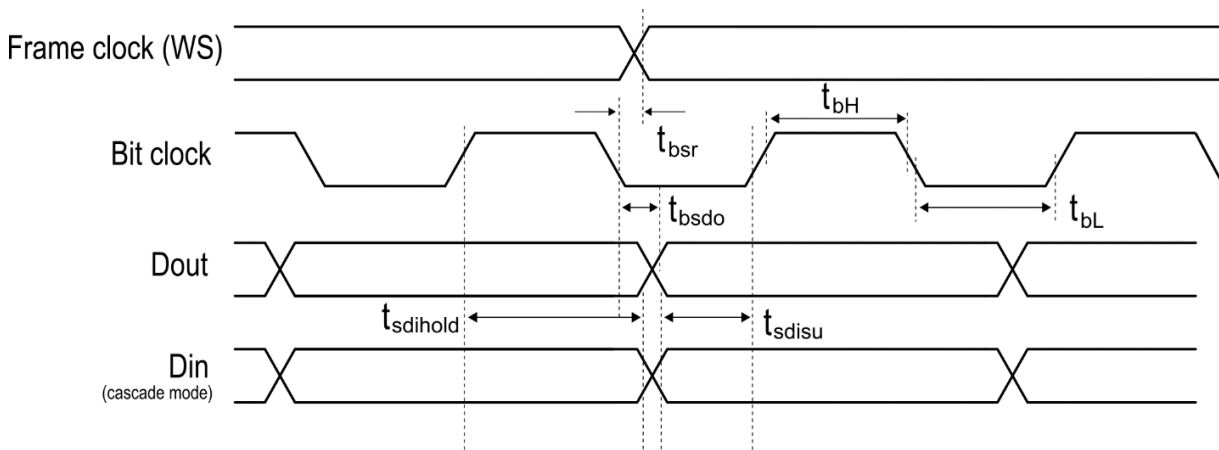 Frame clock (WS)
t_bH
t_bsr
Bit clock
t_bsdo
t_bL
Dout
t_sdihold
t_sdisu
Din
(cascade mode)